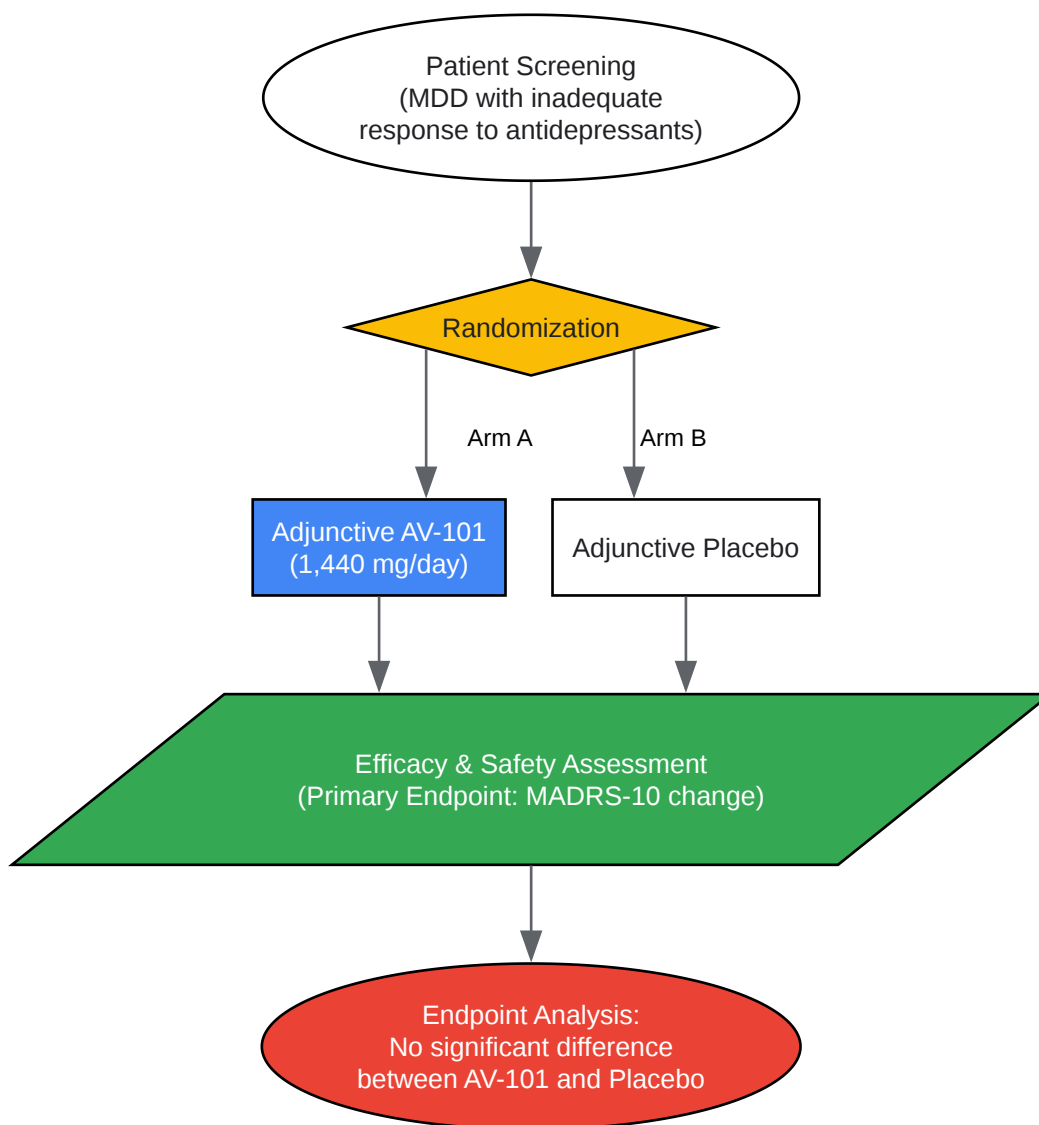 Patient Screening
(MDD with inadequate
response to antidepressants)
Randomization
Arm A
Arm B
Adjunctive AV-101
(1,440 mg/day)
Adjunctive Placebo
Efficacy & Safety Assessment
(Primary Endpoint: MADRS-10 change)
Endpoint Analysis:
No significant difference
between AV-101 and Placebo